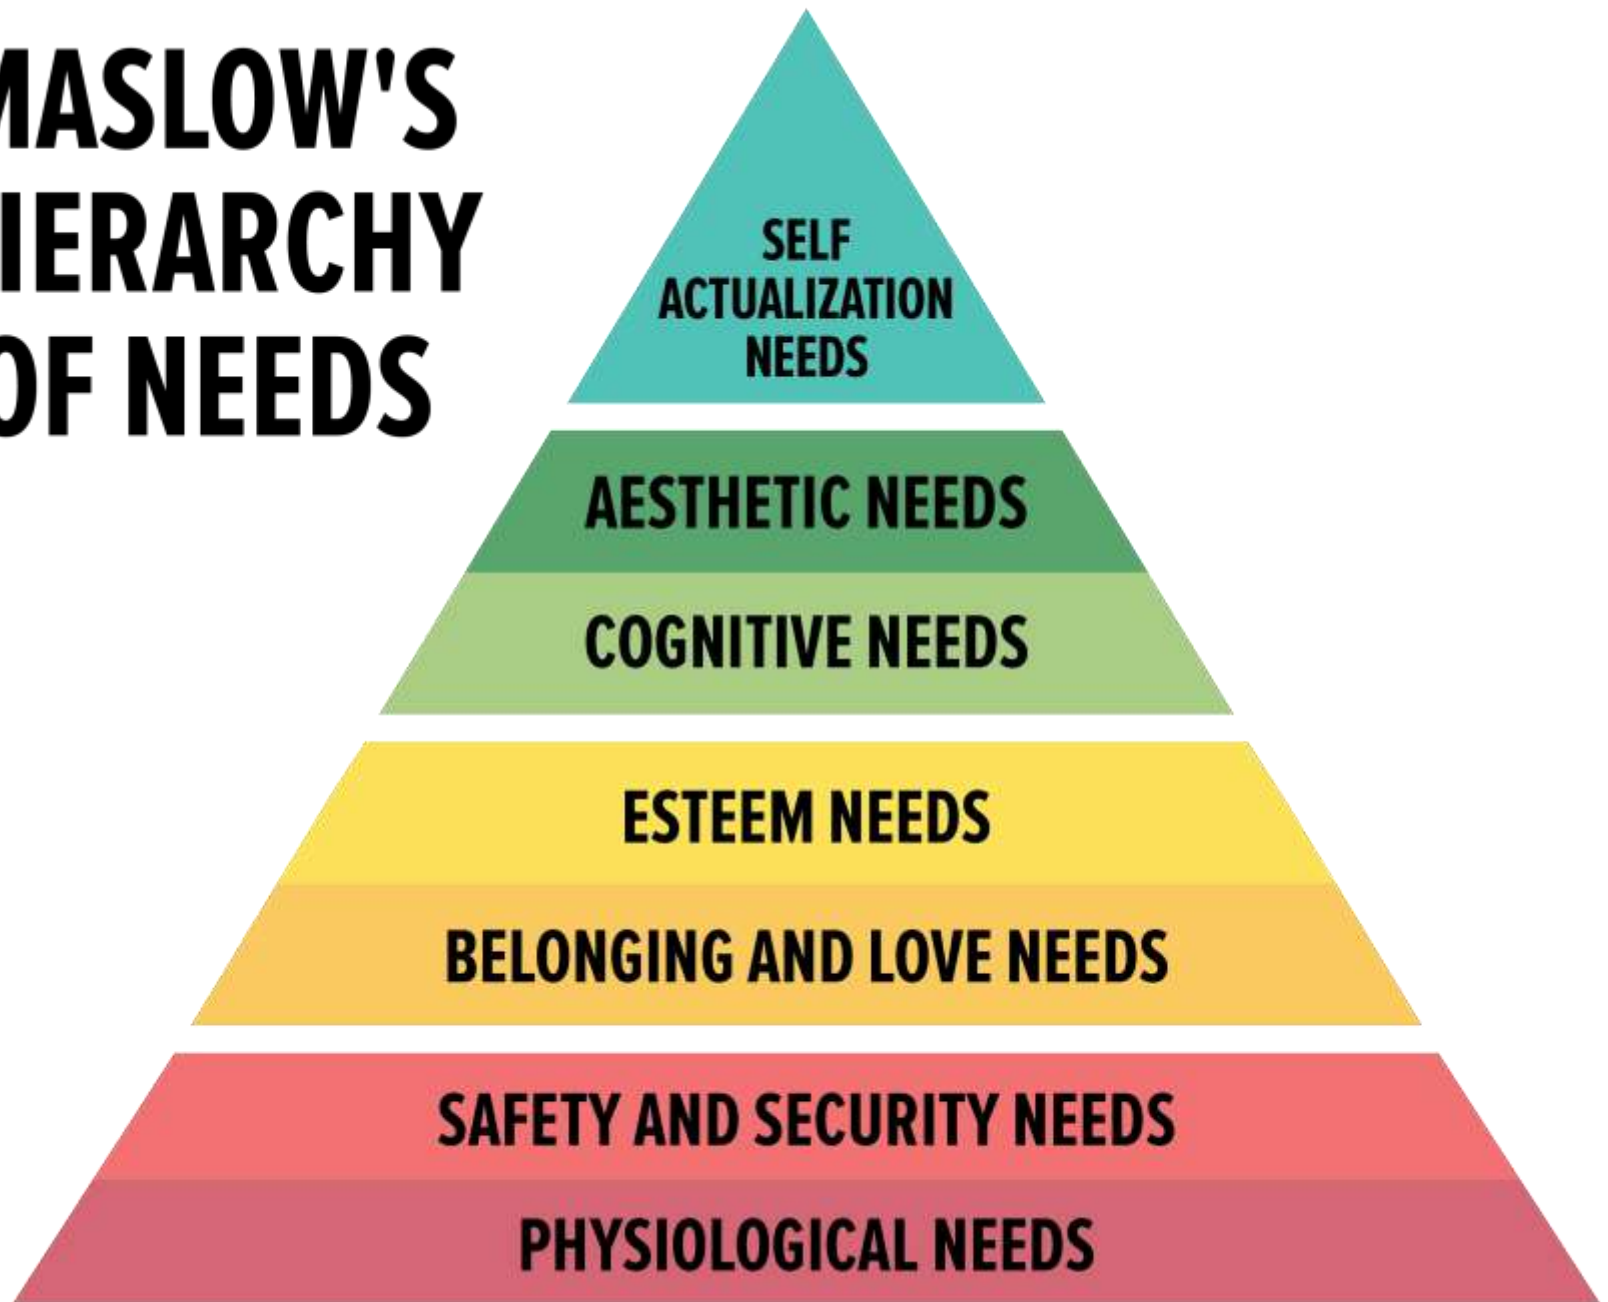 MASLOW'S
HIERARCHY
OF NEEDS
SELF
ACTUALIZATION
NEEDS
AESTHETIC NEEDS
COGNITIVE NEEDS
ESTEEM NEEDS
BELONGING AND LOVE NEEDS
SAFETY AND SECURITY NEEDS
PHYSIOLOGICAL NEEDS